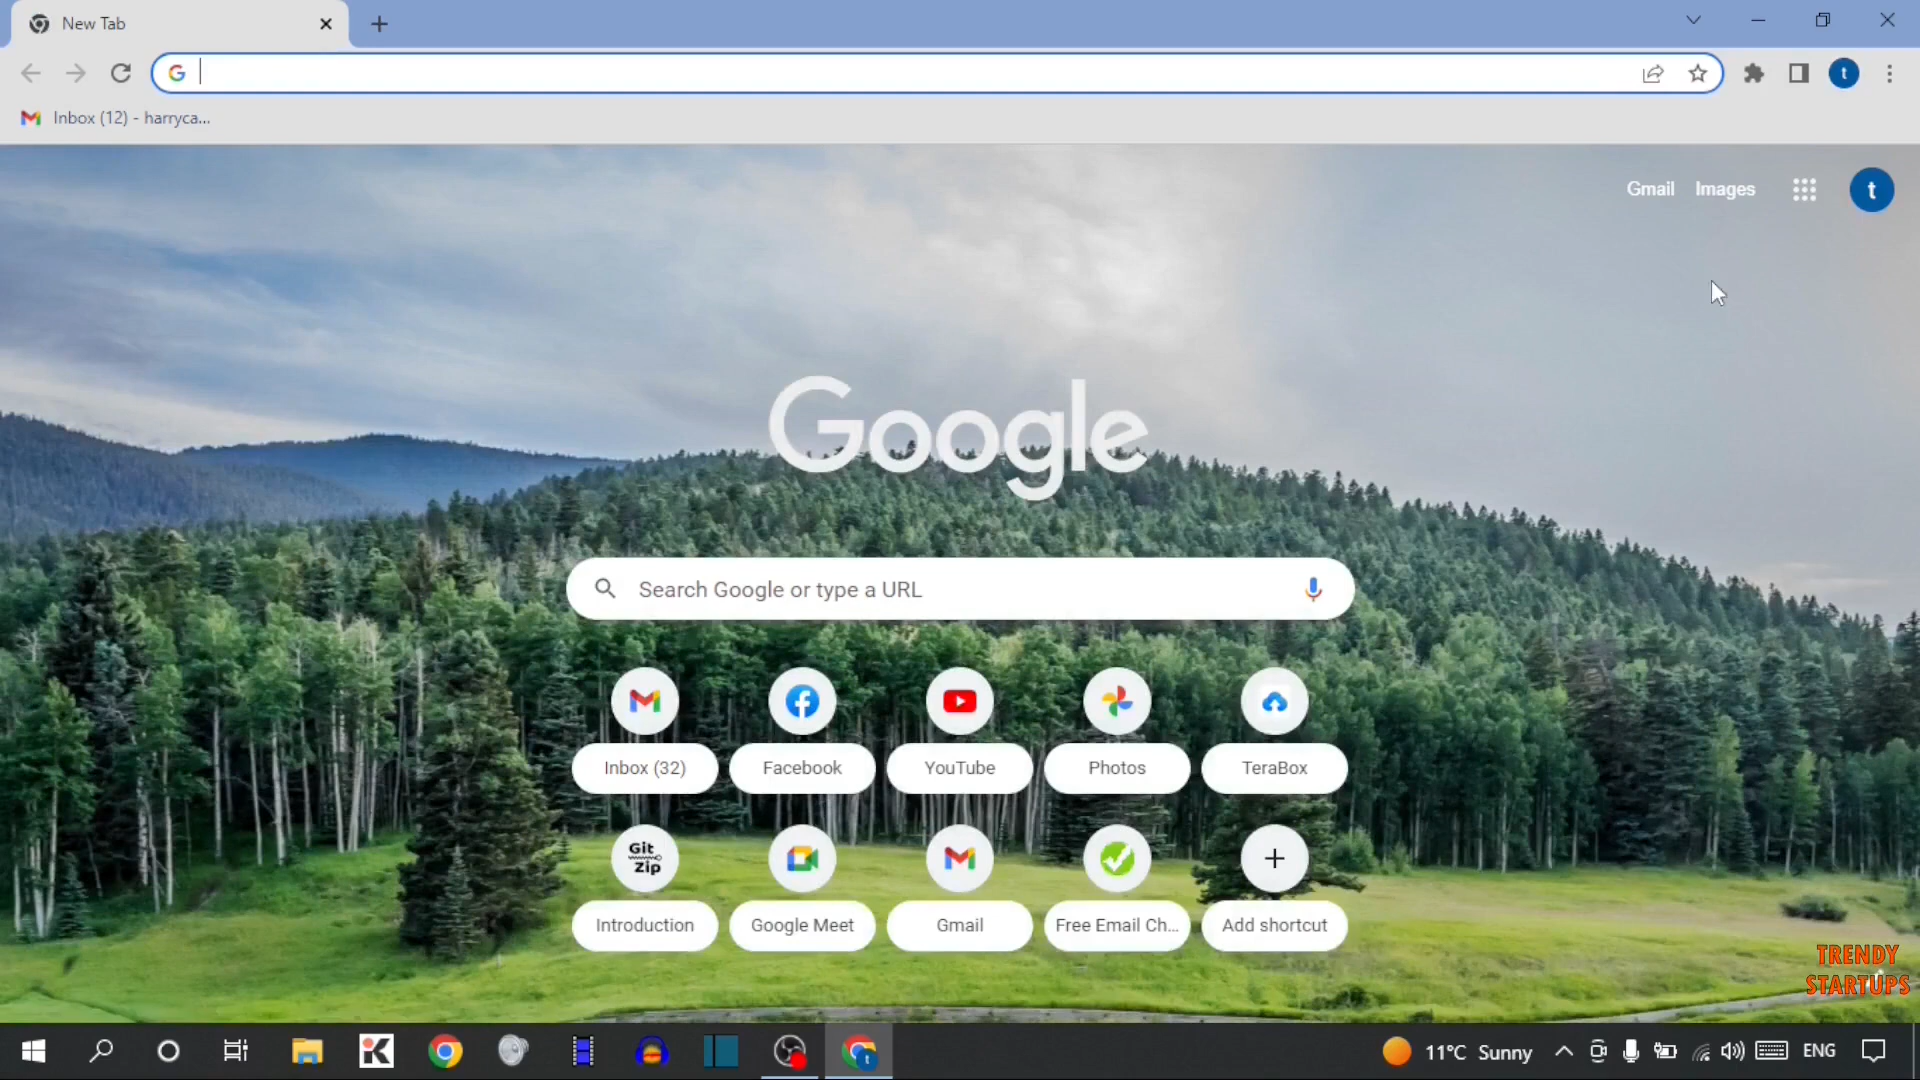 New Tab
Inbox (12) - harryca...
t
Gmail Images
t
Google
Search Google or type a URL
Inbox (32)
Facebook
YouTube
Photos
TeraBox
Git
Zip
Introduction
Google Meet
Gmail
Free Email Ch...
Add shortcut
TRENDY
STARTUPS
11°C Sunny
ENG